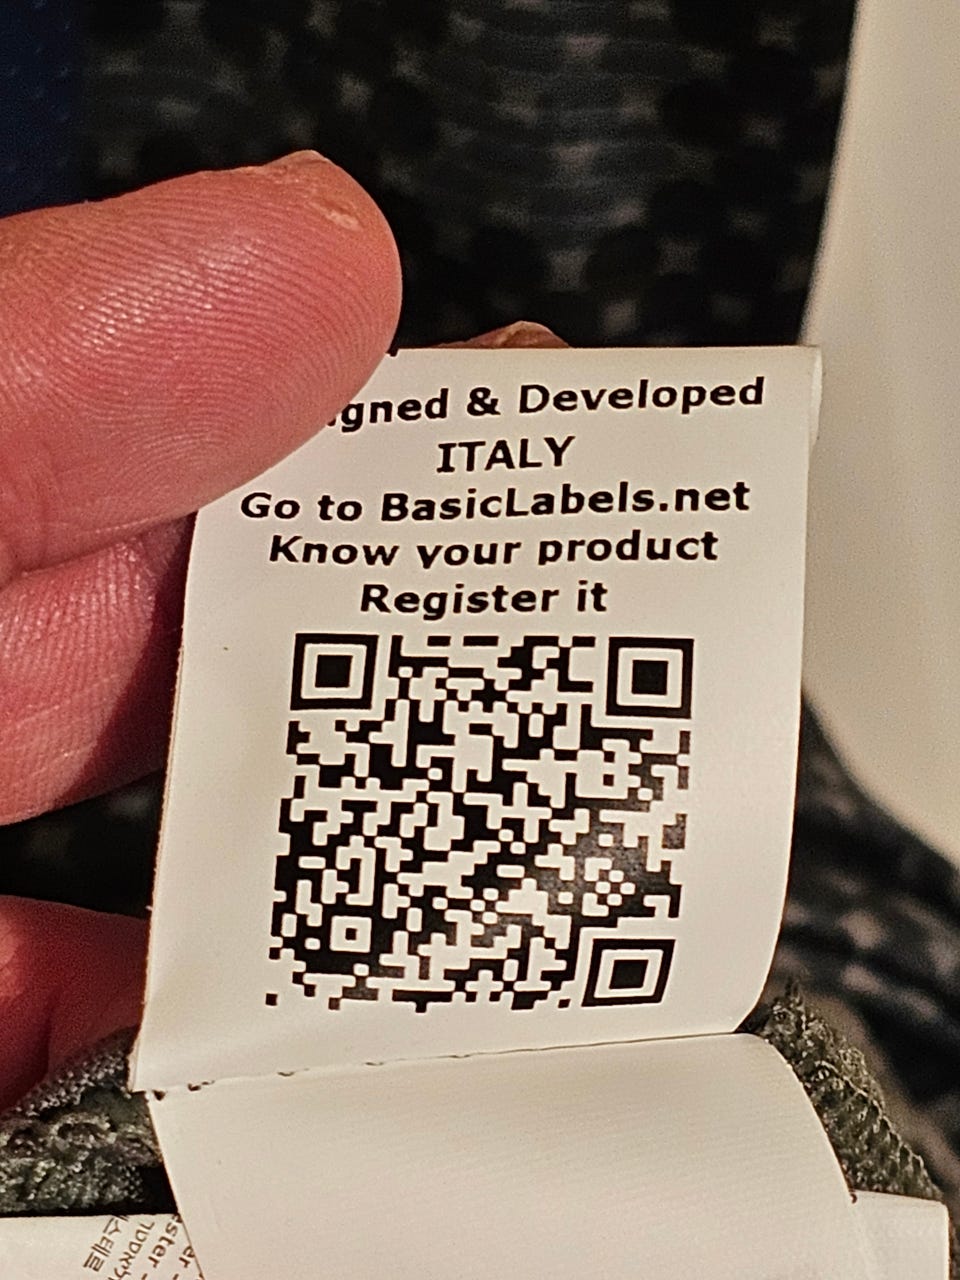 gned & Developed
ITALY
Go to BasicLabels.net
Know your product
Register it